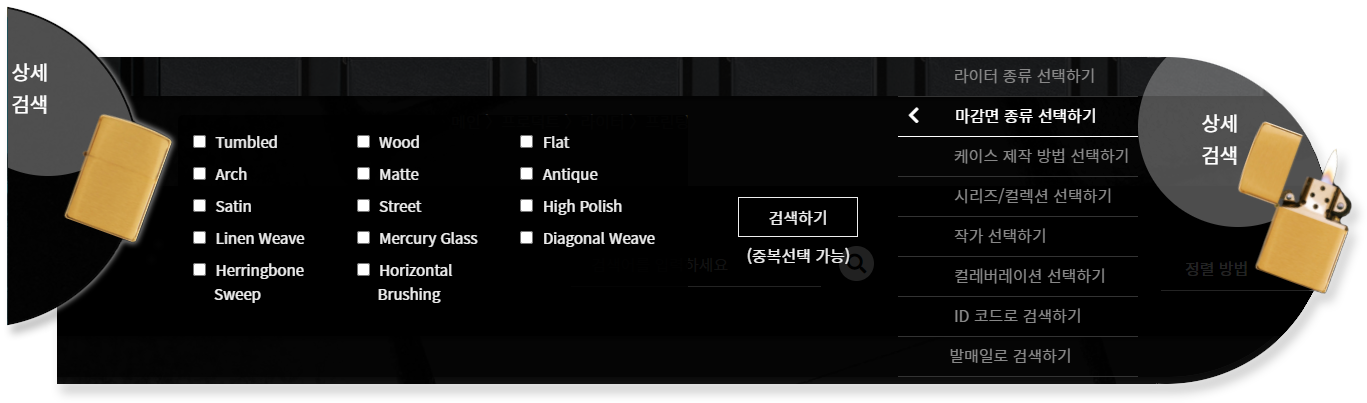 상세
검색
Tumbled
Wood
Flat
Arch
Matte
Antique
Satin
Street
High Polish
Linen Weave
Mercury Glass
Diagonal Weave
Herringbone
Sweep
Horizontal
Brushing
검색하기
(중복선택 가능)
하세요
라이터 종류 선택하기
마감면 종류 선택하기
케이스 제작 방법 선택하기
시리즈/컬렉션 선택하기
작가 선택하기
컬레버레이션 선택하기
ID 코드로 검색하기
발매일로 검색하기
상세
검색
정렬 방법